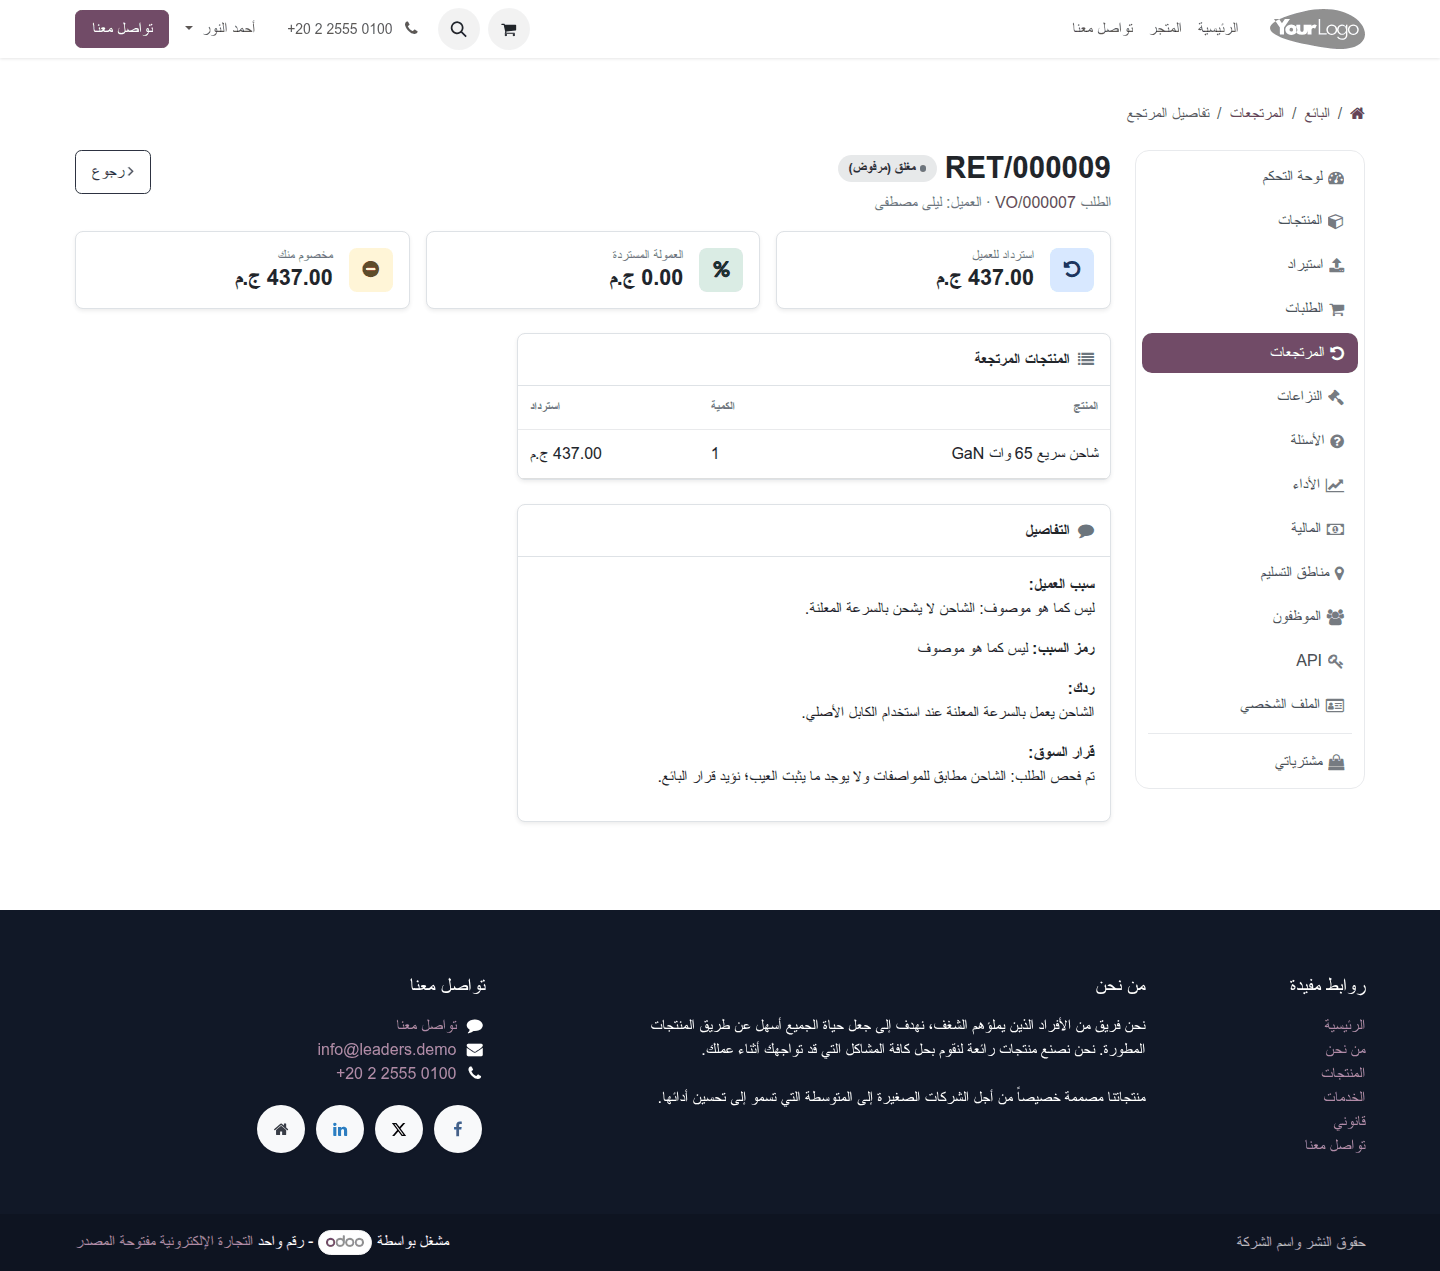 YourLogo
الرئيسية
المتجر
تواصل معنا
+20 2 2555 0100
أحمد النور
تواصل معنا
/ البائع / المرتجعات / تفاصيل المرتجع
لوحة التحكم
المنتجات
استيراد
الطلبات
المرتجعات
النزاعات
الأسئلة
الأداء
المالية
مناطق التسليم
الموظفون
API
الملف الشخصي
مشترياتي
RET/000009 مغلق (مرفوض)
رجوع
الطلب VO/000007 · العميل: ليلى مصطفى
استرداد للعميل
437.00 ج.م
العمولة المستردة
0.00 ج.م
مخصوم منك
437.00 ج.م
المنتجات المرتجعة
المنتج الكمية استرداد
شاحن سريع 65 وات GaN 1 437.00 ج.م
التفاصيل
سبب العميل:
ليس كما هو موصوف: الشاحن لا يشحن بالسرعة المعلنة.
رمز السبب: ليس كما هو موصوف
ردك:
الشاحن يعمل بالسرعة المعلنة عند استخدام الكابل الأصلي.
قرار السوق:
تم فحص الطلب: الشاحن مطابق للمواصفات ولا يوجد ما يثبت العيب؛ نؤيد قرار البائع.
روابط مفيدة
الرئيسية
من نحن
المنتجات
الخدمات
قانوني
تواصل معنا
من نحن
نحن فريق من الأفراد الذين يملؤهم الشغف، نهدف إلى جعل حياة الجميع أسهل عن طريق المنتجات
المطورة. نحن نصنع منتجات رائعة لنقوم بحل كافة المشاكل التي قد تواجهك أثناء عملك.
منتجاتنا مصممة خصيصاً من أجل الشركات الصغيرة إلى المتوسطة التي تسمو إلى تحسين أدائها.
تواصل معنا
تواصل معنا
info@leaders.demo
+20 2 2555 0100
حقوق النشر واسم الشركة
مشغل بواسطة odoo - رقم واحد التجارة الإلكترونية مفتوحة المصدر